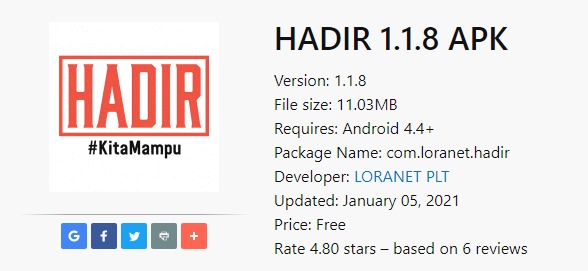 HADIR
#KitaMampu
HADIR 1.1.8 APK
Version: 1.1.8
File size: 11.03MB
Requires: Android 4.4+
Package Name: com.loranet.hadir
Developer: LORANET PLT
Updated: January 05, 2021
Price: Free
Rate 4.80 stars – based on 6 reviews